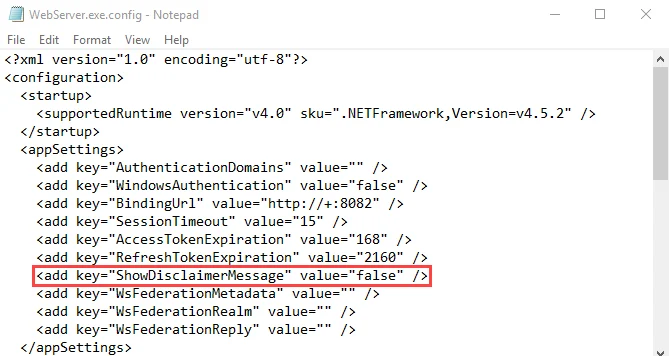 WebServer.exe.config - Notepad
File Edit Format View Help
<?xml version="1.0" encoding="utf-8"?>
<configuration>
<startup>
<supportedRuntime version="v4.0" sku=".NETFramework,Version=v4.5.2" />
</startup>
<appSettings>
<add key="AuthenticationDomains" value="" />
<add key="WindowsAuthentication" value="false" />
<add key="BindingUrl" value="http://+:8082" />
<add key="SessionTimeout" value="15" />
<add key="AccessTokenExpiration" value="168" />
<add key="RefreshTokenExpiration" value="2160" />
<add key="ShowDisclaimerMessage" value="false" />
<add key="WsFederationMetadata" value="" />
<add key="WsFederationRealm" value="" />
<add key="WsFederationReply" value="" />
</appSettings>